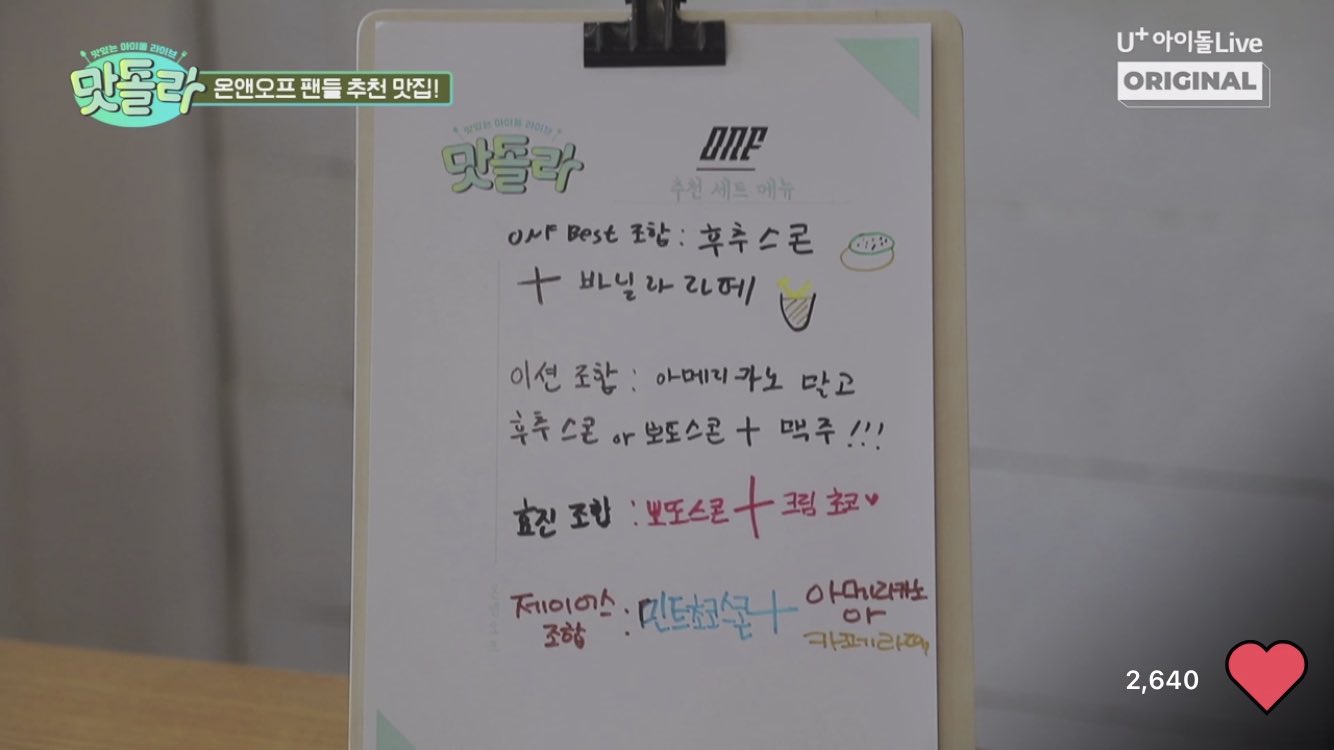 맛있는 아이돌 라이브
맛돌라
온앤오프 팬들 추천 맛집!
U⁺아이돌Live
ORIGINAL
맛있는 아이돌 라이브
맛돌라
ONF
추천 세트 메뉴
ONF Best 조합 : 후추스콘
+ 바닐라라떼
이션 조합 : 아메리카노 말고
후추스콘 or 뽀또스콘 + 맥주 !!!
효진 조합 : 뽀또스콘 + 크림 초코♥
제이어스
조합 : 민트초코스콘 + 아메리카노
아
2,640